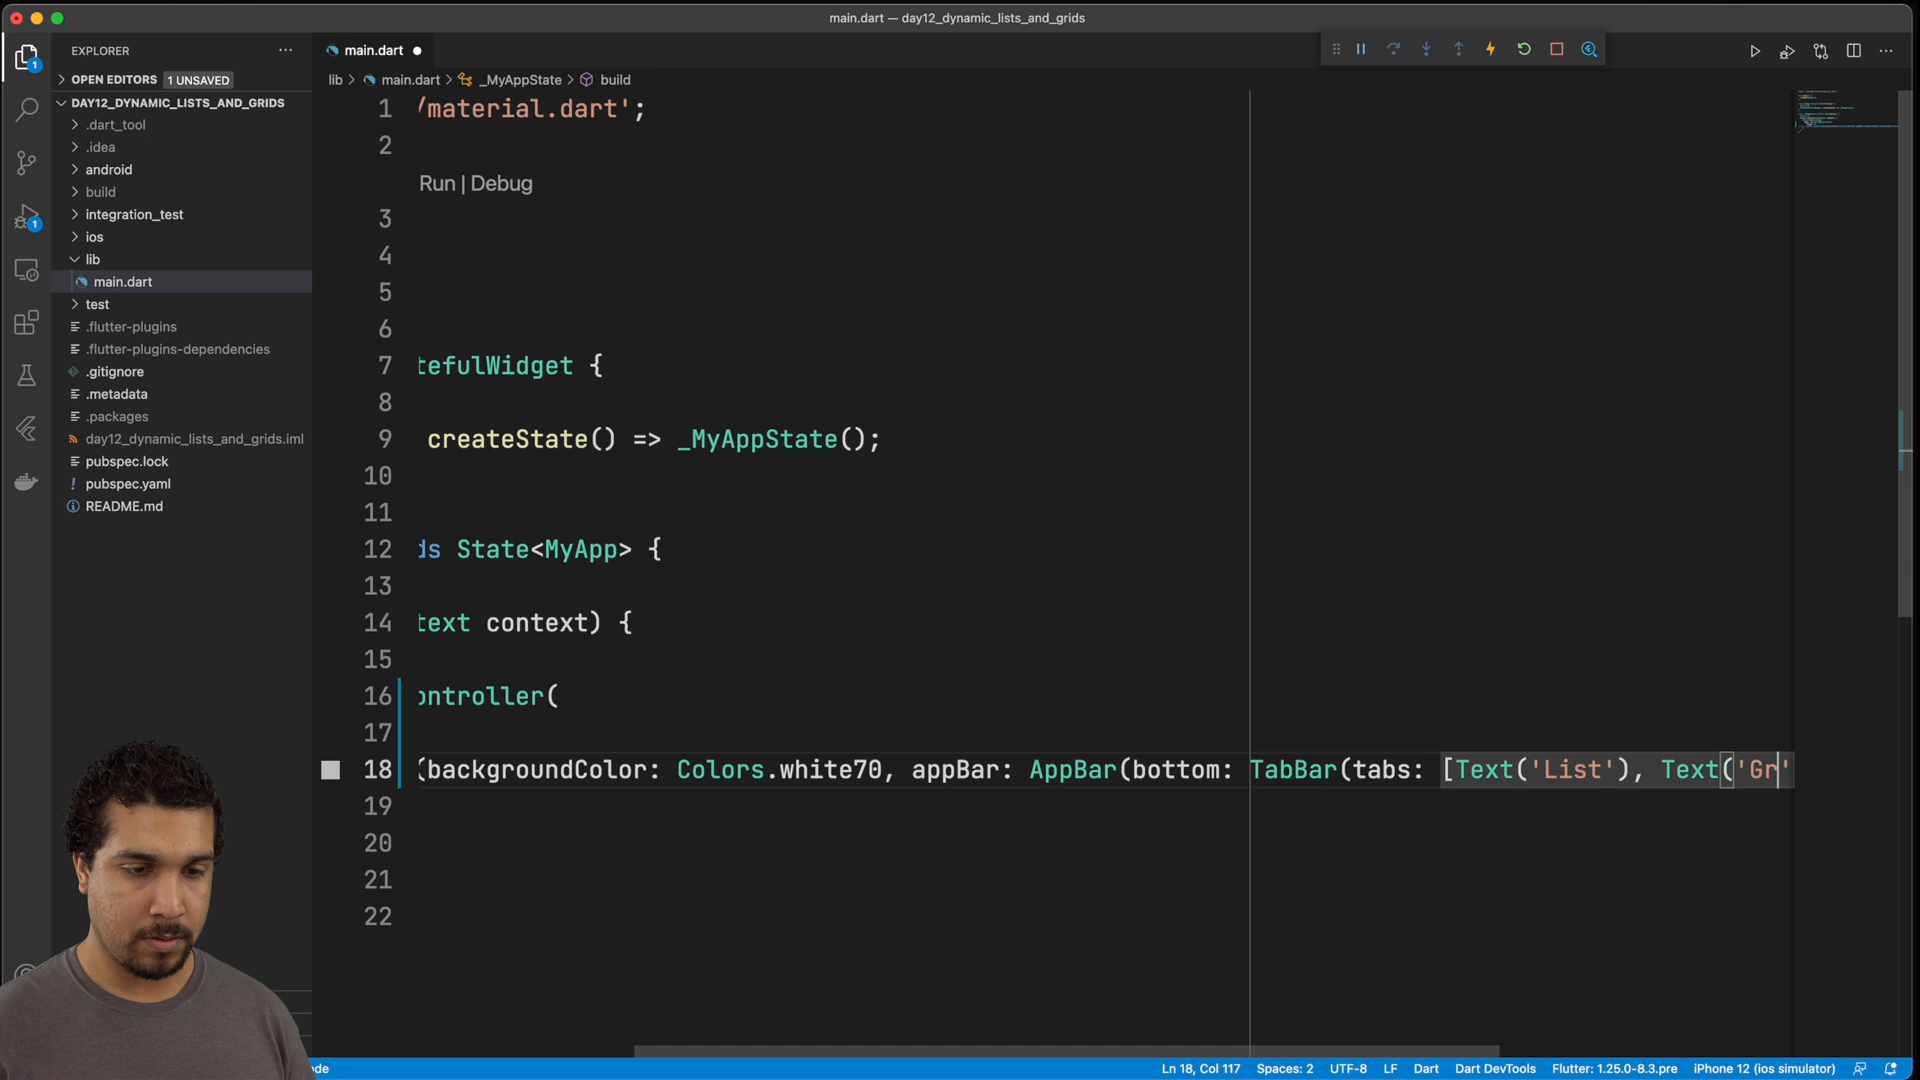 main.dart — day12_dynamic_lists_and_grids
EXPLORER
main.dart
OPEN EDITORS 1 UNSAVED
lib > main.dart > _MyAppState > build
DAY12_DYNAMIC_LISTS_AND_GRIDS
.dart_tool
.idea
android
build
integration_test
ios
lib
main.dart
test
.flutter-plugins
.flutter-plugins-dependencies
.gitignore
.metadata
.packages
day12_dynamic_lists_and_grids.iml
pubspec.lock
pubspec.yaml
README.md
1
1
1 /material.dart';
2
Run | Debug
3
4
5
6
7 tefulWidget {
8
9 createState() => _MyAppState();
10
11
12 ds State<MyApp> {
13
14 text context) {
15
16 ontroller(
17
18 (backgroundColor: Colors.white70, appBar: AppBar(bottom: TabBar(tabs: [Text('List'), Text('Gr'
19
20
21
22
ode Ln 18, Col 117 Spaces: 2 UTF-8 LF Dart Dart DevTools Flutter: 1.25.0-8.3.pre iPhone 12 (ios simulator)